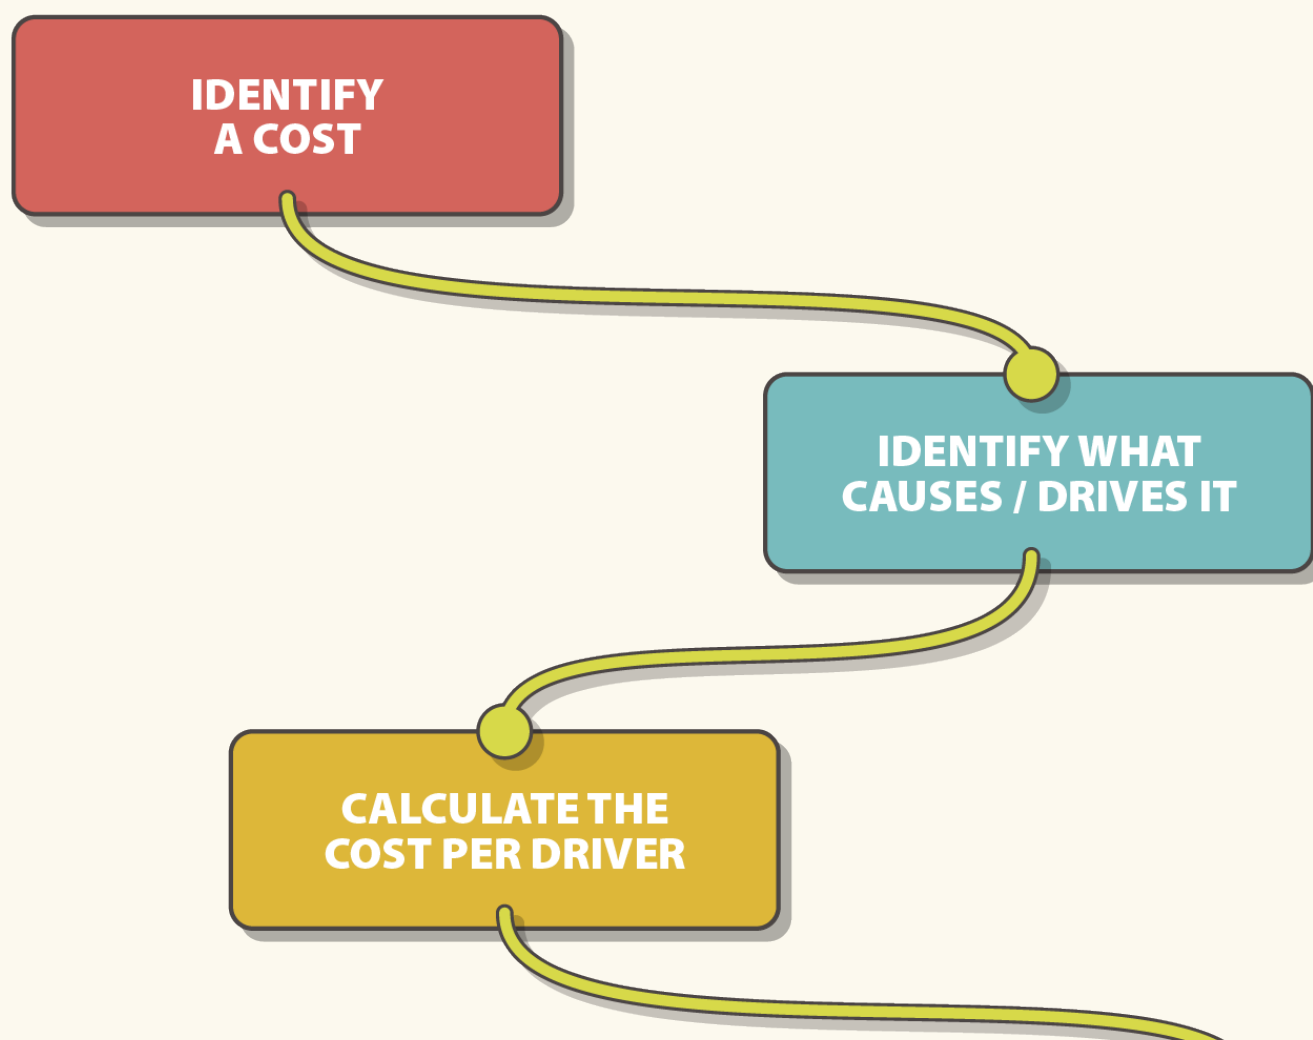 IDENTIFY
A COST
IDENTIFY WHAT
CAUSES / DRIVES IT
CALCULATE THE
COST PER DRIVER